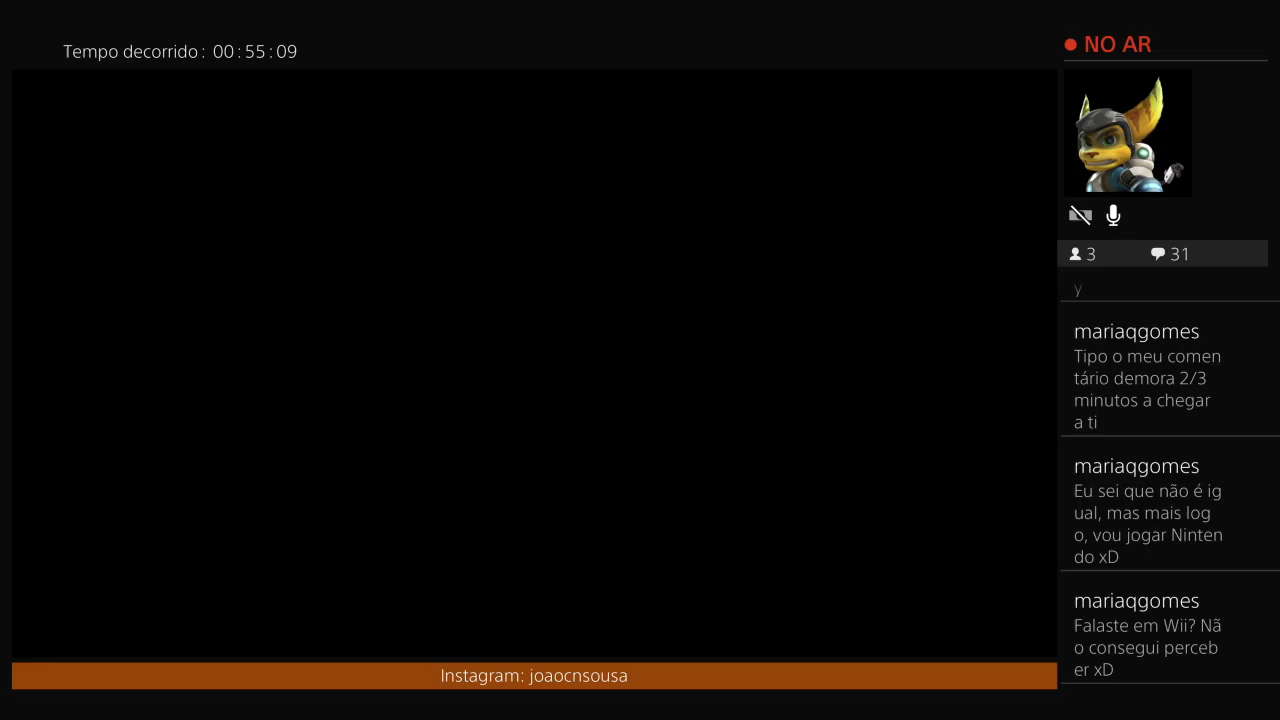 Tempo decorrido : 00 : 55 : 09
NO AR
3 31
y
mariaqgomes
Tipo o meu comen
tário demora 2/3
minutos a chegar
a ti
mariaqgomes
Eu sei que não é ig
ual, mas mais log
o, vou jogar Ninten
do xD
mariaqgomes
Falaste em Wii? Nã
o consegui perceb
er xD
Instagram: joaocnsousa